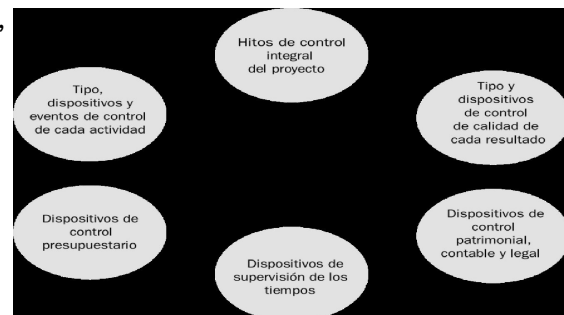 ,
Hitos de control
integral
del proyecto
Tipo,
dispositivos y
eventos de control
de cada actividad
Tipo y
dispositivos
de control
de calidad de
cada resultado
Dispositivos de
control
presupuestario
Dispositivos de
control
patrimonial,
contable y legal
Dispositivos de
supervisión de los
tiempos